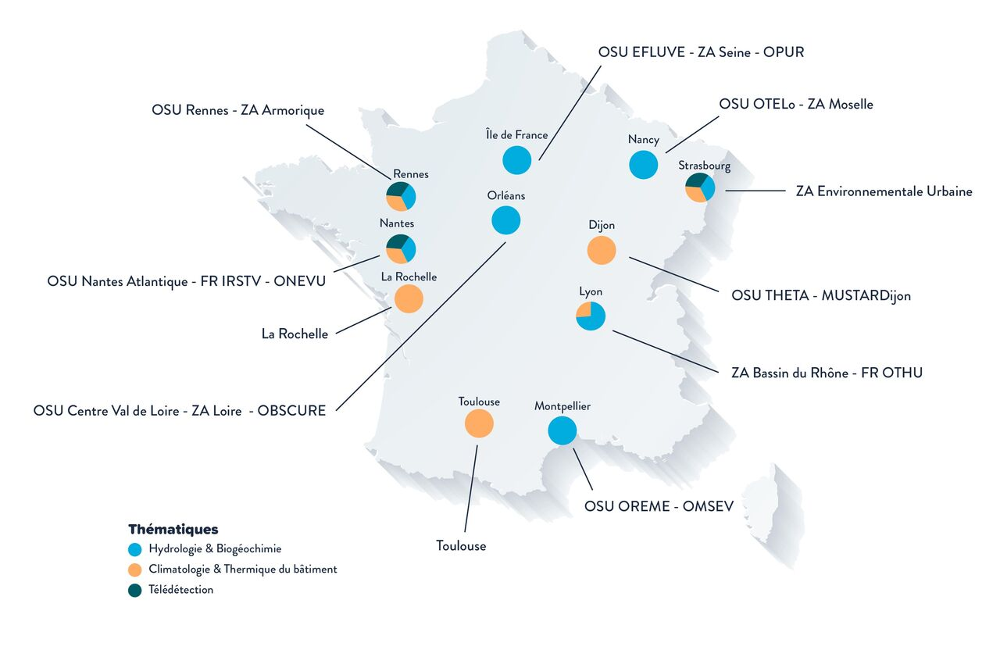 OSU EFLUVE - ZA Seine - OPUR
OSU OTELo - ZA Moselle
OSU Rennes - ZA Armorique
Île de France
Nancy
Strasbourg
Rennes
ZA Environnementale Urbaine
Orléans
Nantes
Dijon
OSU Nantes Atlantique - FR IRSTV - ONEVU
La Rochelle
Lyon
OSU THETA - MUSTARDijon
La Rochelle
ZA Bassin du Rhône - FR OTHU
OSU Centre Val de Loire - ZA Loire - OBSCURE
Toulouse
Montpellier
OSU OREME - OMSEV
Toulouse
Thématiques
Hydrologie & Biogéochimie
Climatologie & Thermique du bâtiment
Télédétection